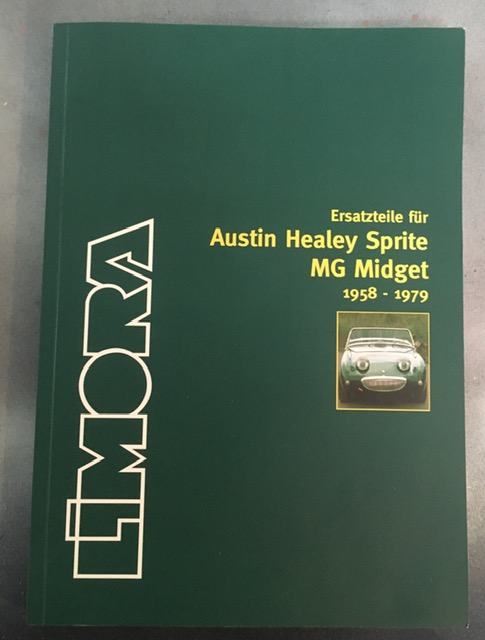 Ersatzteile für
Austin Healey Sprite
MG Midget
1958 - 1979
LIMORA